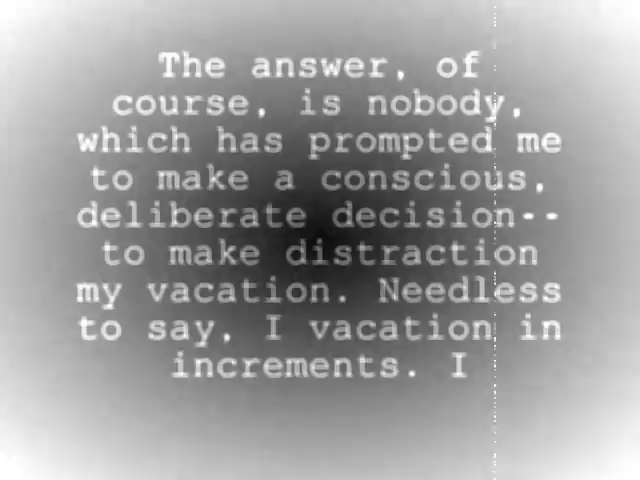 The answer, of
course, is nobody,
which has prompted me
to make a conscious,
deliberate decision--
to make distraction
my vacation. Needless
to say, I vacation in
increments. I